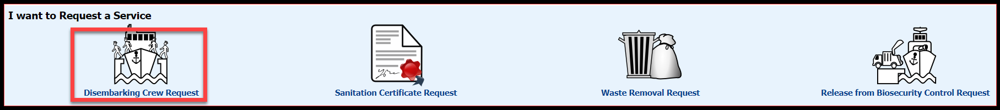 I want to Request a Service
Disembarking Crew Request
Sanitation Certificate Request
Waste Removal Request
Release from Biosecurity Control Request